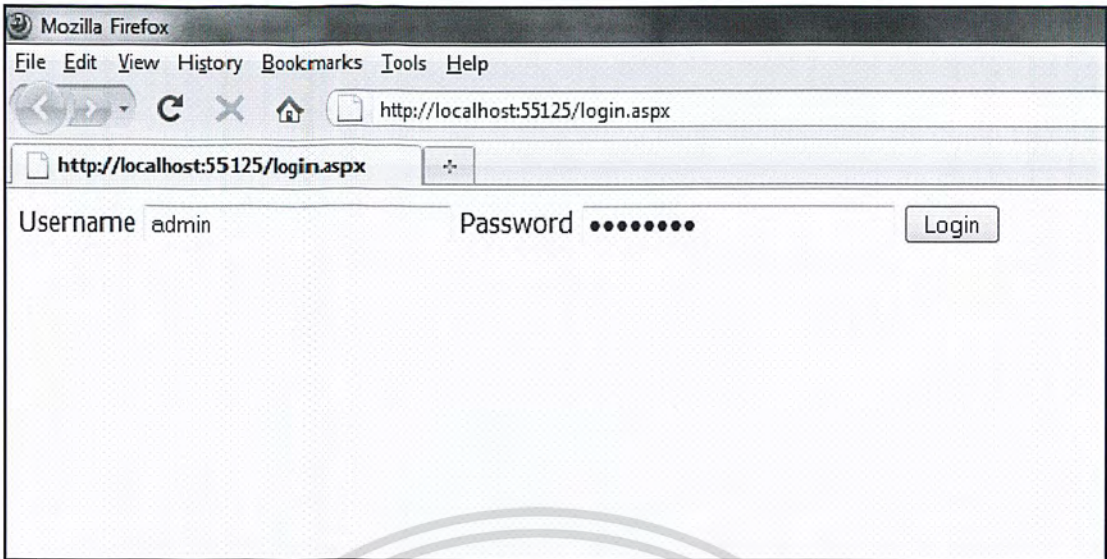 Mozilla Firefox
File Edit View History Bookmarks Tools Help
http://localhost:55125/login.aspx
http://localhost:55125/login.aspx
Username admin Password •••••••• Login